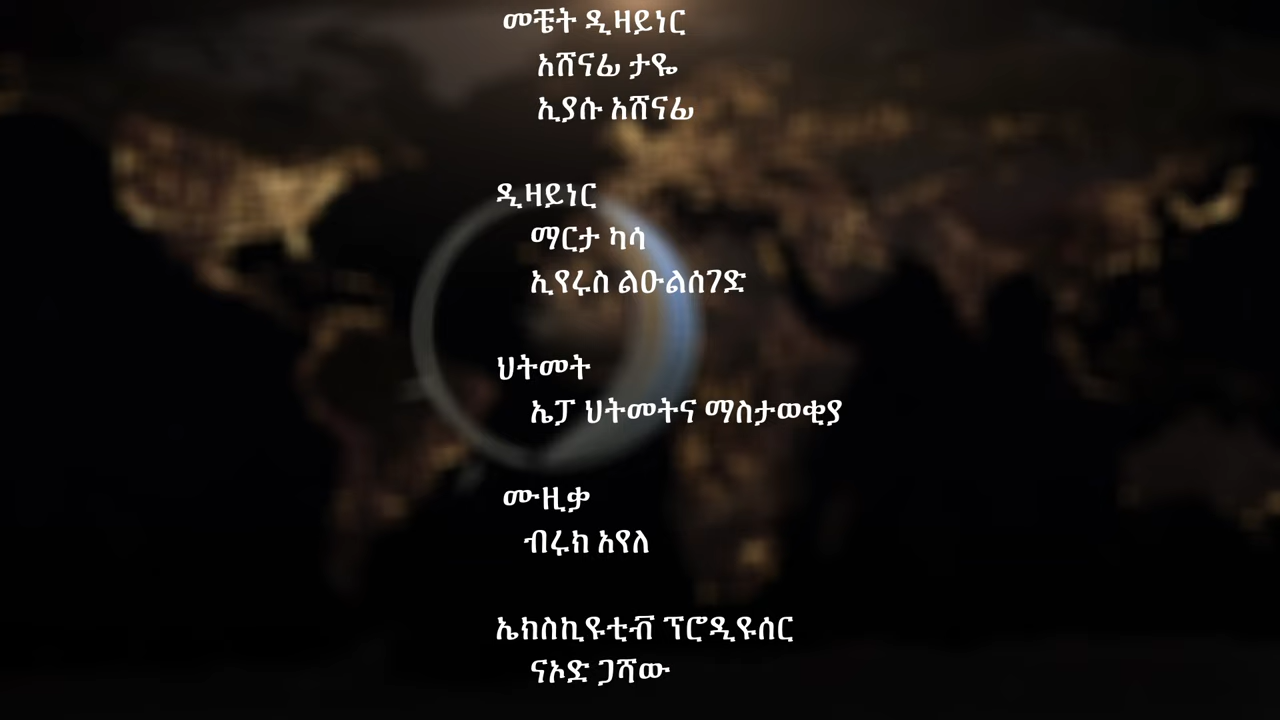 መቼት ዲዛይነር
አሸናፊ ታዬ
ኢያሱ አሸናፊ
ዲዛይነር
ማርታ ካሳ
ኢየሩስ ልዑልሰገድ
ህትመት
ኤፓ ህትመትና ማስታወቂያ
ሙዚቃ
ብሩክ አየለ
ኤክስኪዩቲቭ ፕሮዲዩሰር
ናኦድ ጋሻው